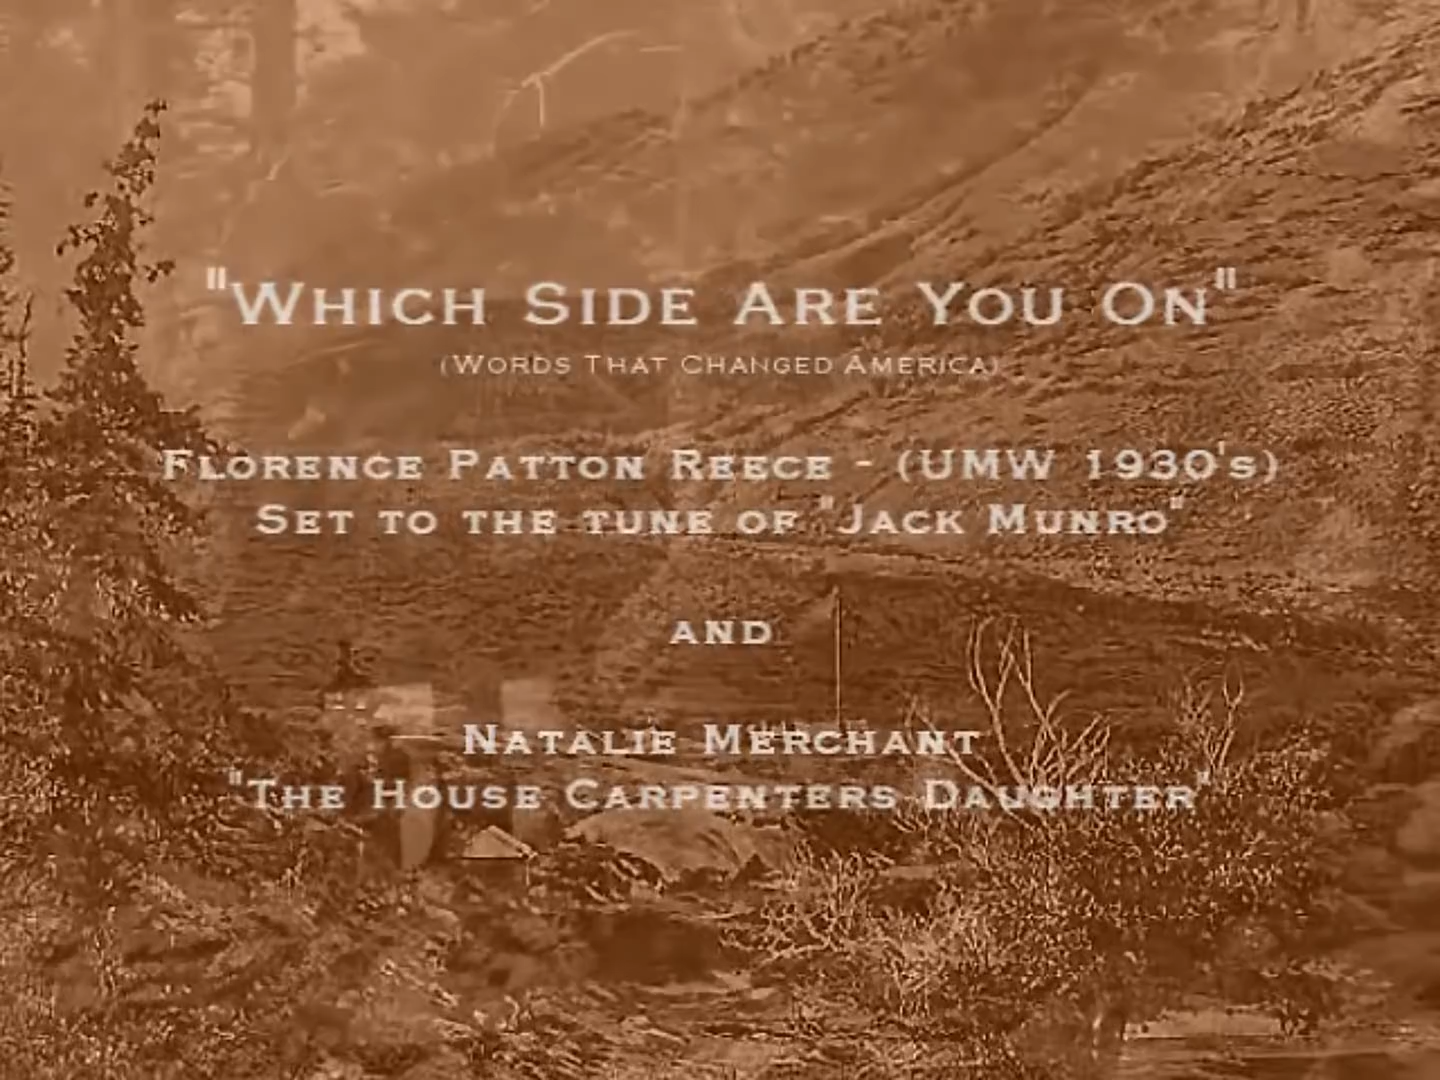 "Which Side Are You On"
(Words That Changed America)
Florence Patton Reece - (UMW 1930's)
Set to the tune of "Jack Munro"
and
Natalie Merchant
"The House Carpenters Daughter"